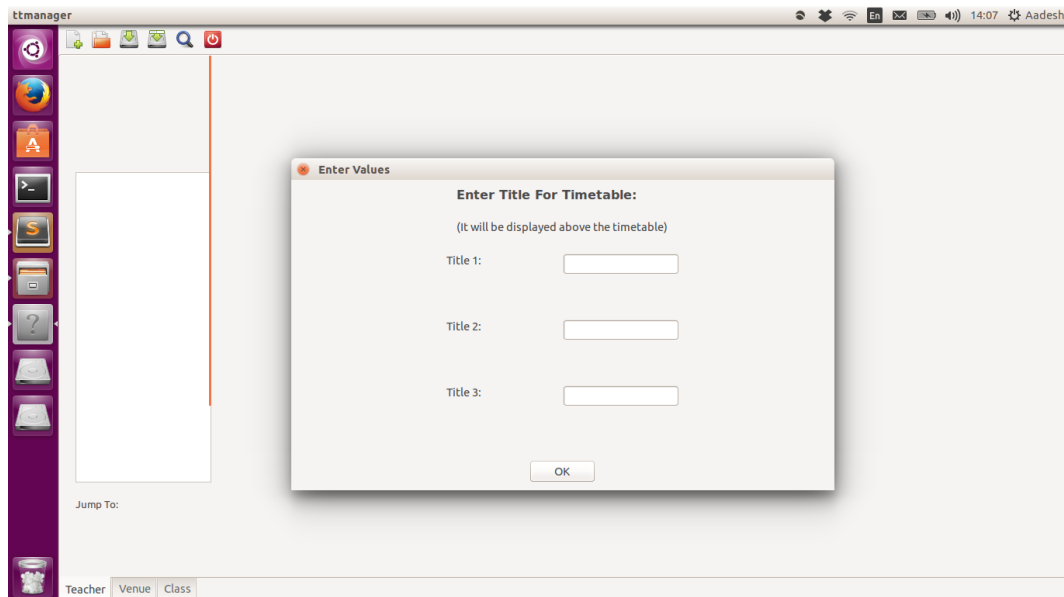 ttmanager
En 14:07 Aadesh
Enter Values
Enter Title For Timetable:
(It will be displayed above the timetable)
Title 1:
Title 2:
Title 3:
OK
Jump To:
Teacher Venue Class